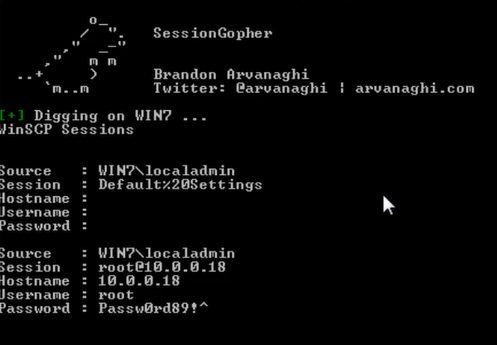 SessionGopher
Brandon Arvanaghi
Twitter: @arvanaghi | arvanaghi.com
[+] Digging on WIN7 ...
WinSCP Sessions
Source : WIN7\localadmin
Session : Default%20Settings
Hostname :
Username :
Password :
Source : WIN7\localadmin
Session : root@10.0.0.18
Hostname : 10.0.0.18
Username : root
Password : Passw0rd89!^